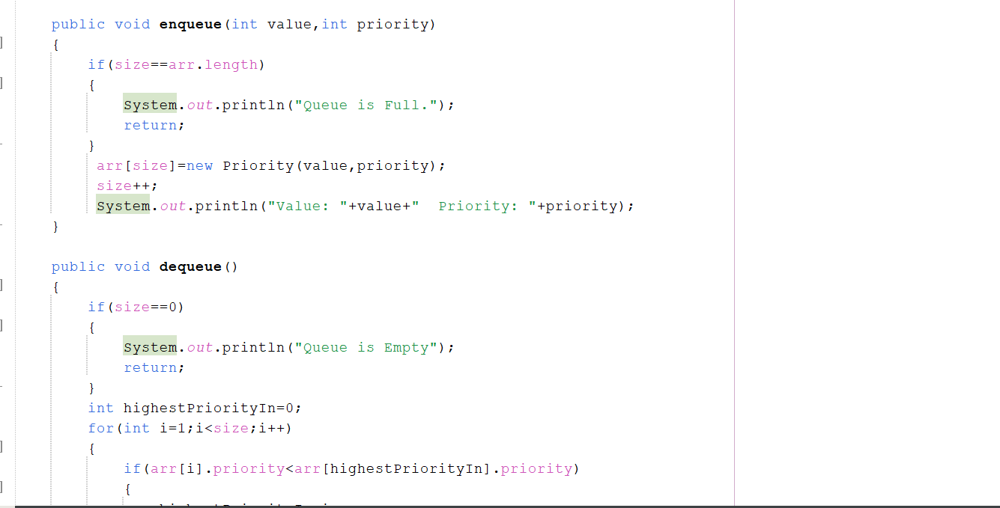 public void enqueue(int value,int priority)
{
if(size==arr.length)
{
System.out.println("Queue is Full.");
return;
}
arr[size]=new Priority(value,priority);
size++;
System.out.println("Value: "+value+"  Priority: "+priority);
}
public void dequeue()
{
if(size==0)
{
System.out.println("Queue is Empty");
return;
}
int highestPriorityIn=0;
for(int i=1;i<size;i++)
{
if(arr[i].priority<arr[highestPriorityIn].priority)
{